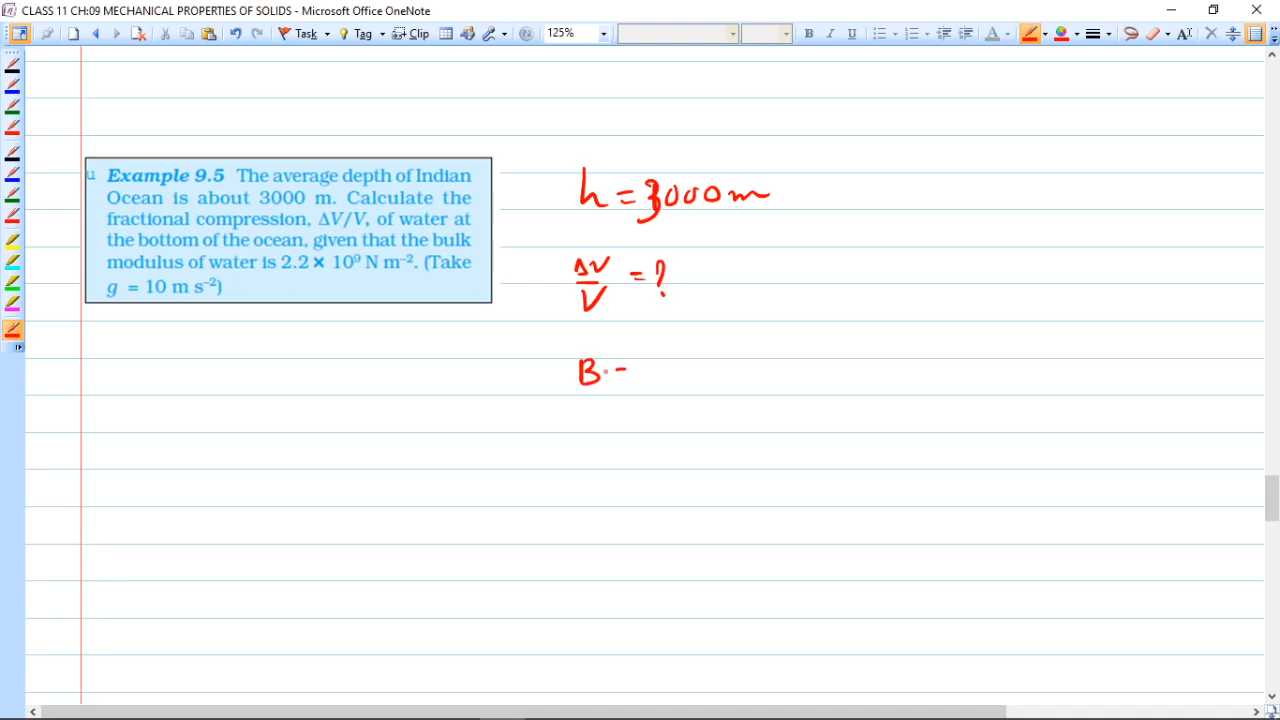 CLASS 11 CH:09 MECHANICAL PROPERTIES OF SOLIDS - Microsoft Office OneNote
Task
Tag
Clip
125%
B I U
u Example 9.5 The average depth of Indian
Ocean is about 3000 m. Calculate the
fractional compression, ΔV/V, of water at
the bottom of the ocean, given that the bulk
modulus of water is 2.2 × 10⁹ N m⁻². (Take
g = 10 m s⁻²)
h = 3000m
ΔV/V = ?
B -